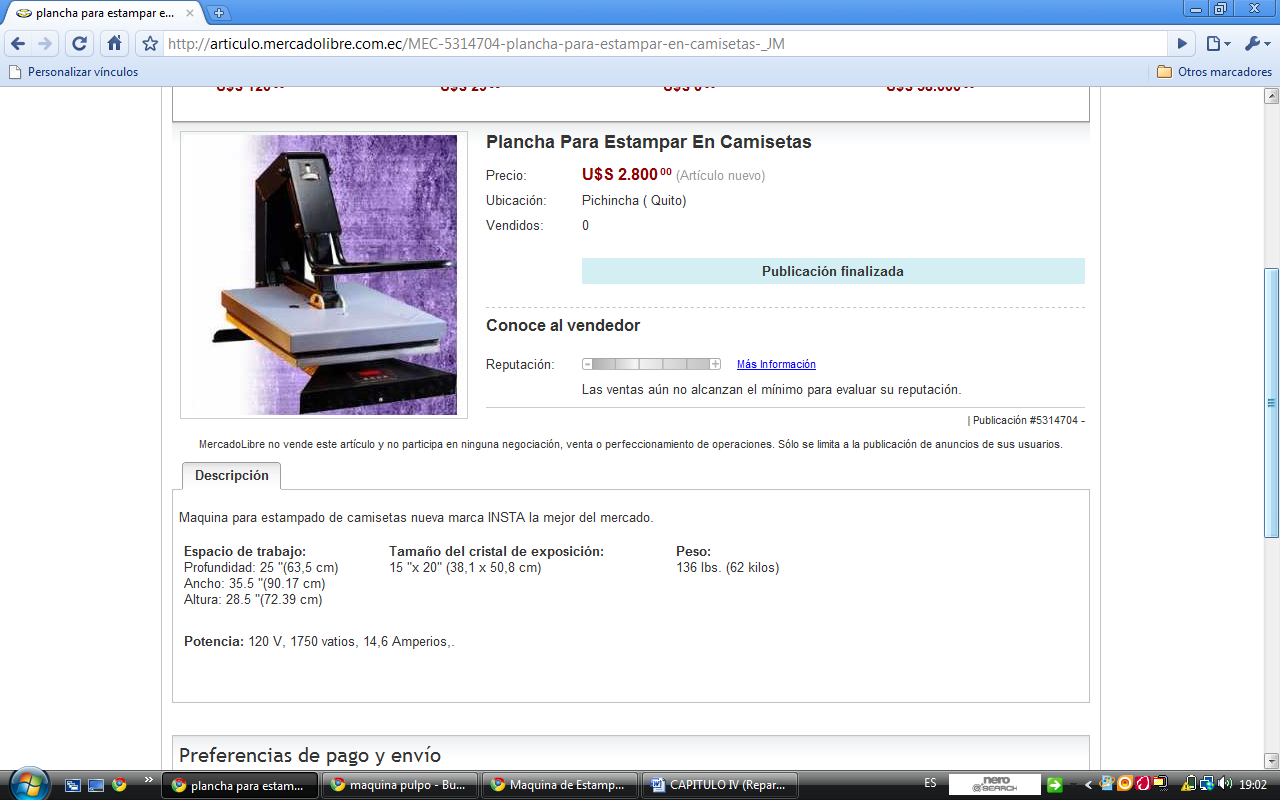 plancha para estampar e...
http://articulo.mercadolibre.com.ec/MEC-5314704-plancha-para-estampar-en-camisetas-_JM
Personalizar vínculos
Otros marcadores
Plancha Para Estampar En Camisetas
Precio: U$S 2.800 00 (Artículo nuevo)
Ubicación: Pichincha ( Quito)
Vendidos: 0
Publicación finalizada
Conoce al vendedor
Reputación: - + Más Información
Las ventas aún no alcanzan el mínimo para evaluar su reputación.
| Publicación #5314704 -
MercadoLibre no vende este artículo y no participa en ninguna negociación, venta o perfeccionamiento de operaciones. Sólo se limita a la publicación de anuncios de sus usuarios.
Descripción
Maquina para estampado de camisetas nueva marca INSTA la mejor del mercado.
Espacio de trabajo: Tamaño del cristal de exposición: Peso:
Profundidad: 25 "(63,5 cm) 15 "x 20" (38,1 x 50,8 cm) 136 lbs. (62 kilos)
Ancho: 35.5 "(90.17 cm)
Altura: 28.5 "(72.39 cm)
Potencia: 120 V, 1750 vatios, 14,6 Amperios,.
Preferencias de pago y envío
plancha para estam... maquina pulpo - Bu... Maquina de Estamp... CAPITULO IV (Repar... ES nero SEARCH 19:02